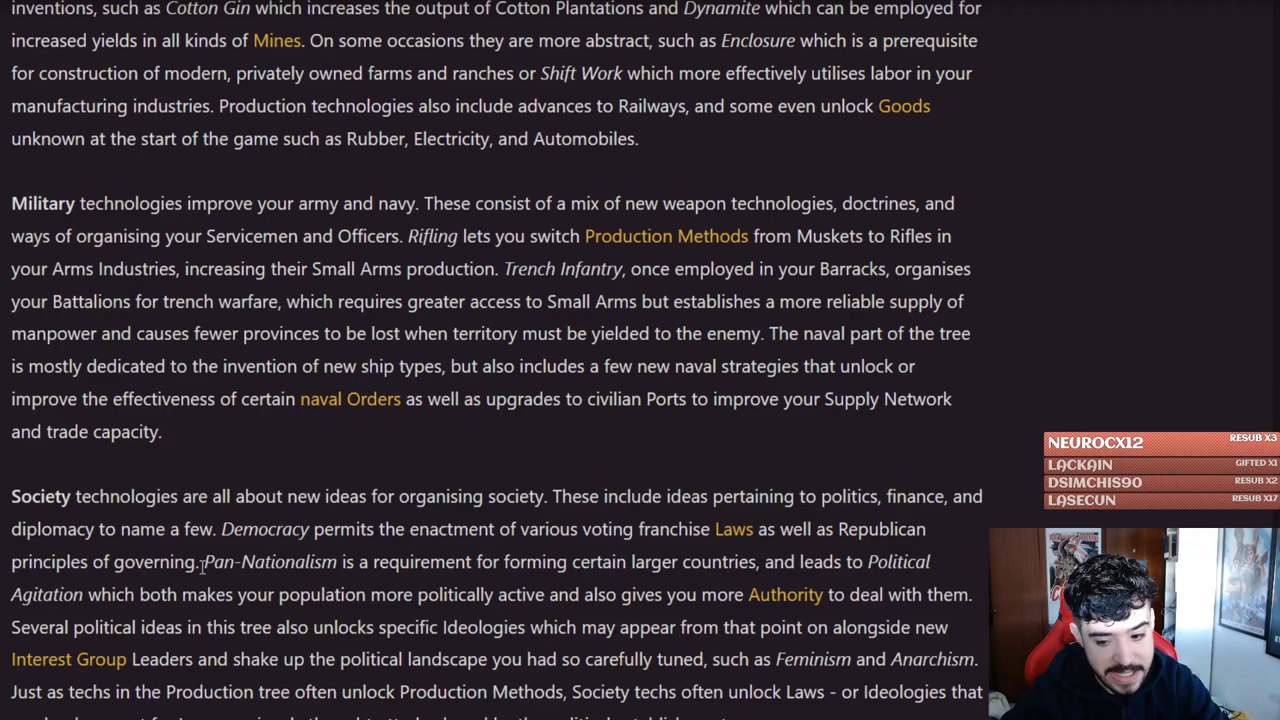 inventions, such as Cotton Gin which increases the output of Cotton Plantations and Dynamite which can be employed for
increased yields in all kinds of Mines. On some occasions they are more abstract, such as Enclosure which is a prerequisite
for construction of modern, privately owned farms and ranches or Shift Work which more effectively utilises labor in your
manufacturing industries. Production technologies also include advances to Railways, and some even unlock Goods
unknown at the start of the game such as Rubber, Electricity, and Automobiles.
Military technologies improve your army and navy. These consist of a mix of new weapon technologies, doctrines, and
ways of organising your Servicemen and Officers. Rifling lets you switch Production Methods from Muskets to Rifles in
your Arms Industries, increasing their Small Arms production. Trench Infantry, once employed in your Barracks, organises
your Battalions for trench warfare, which requires greater access to Small Arms but establishes a more reliable supply of
manpower and causes fewer provinces to be lost when territory must be yielded to the enemy. The naval part of the tree
is mostly dedicated to the invention of new ship types, but also includes a few new naval strategies that unlock or
improve the effectiveness of certain naval Orders as well as upgrades to civilian Ports to improve your Supply Network
and trade capacity.
Society technologies are all about new ideas for organising society. These include ideas pertaining to politics, finance, and
diplomacy to name a few. Democracy permits the enactment of various voting franchise Laws as well as Republican
principles of governing. Pan-Nationalism is a requirement for forming certain larger countries, and leads to Political
Agitation which both makes your population more politically active and also gives you more Authority to deal with them.
Several political ideas in this tree also unlocks specific Ideologies which may appear from that point on alongside new
Interest Group Leaders and shake up the political landscape you had so carefully tuned, such as Feminism and Anarchism.
Just as techs in the Production tree often unlock Production Methods, Society techs often unlock Laws - or Ideologies that
NEUROCX12 RESUB X3
LACKAIN GIFTED X1
DSIMCHIS90 RESUB X2
LASECUN RESUB X17